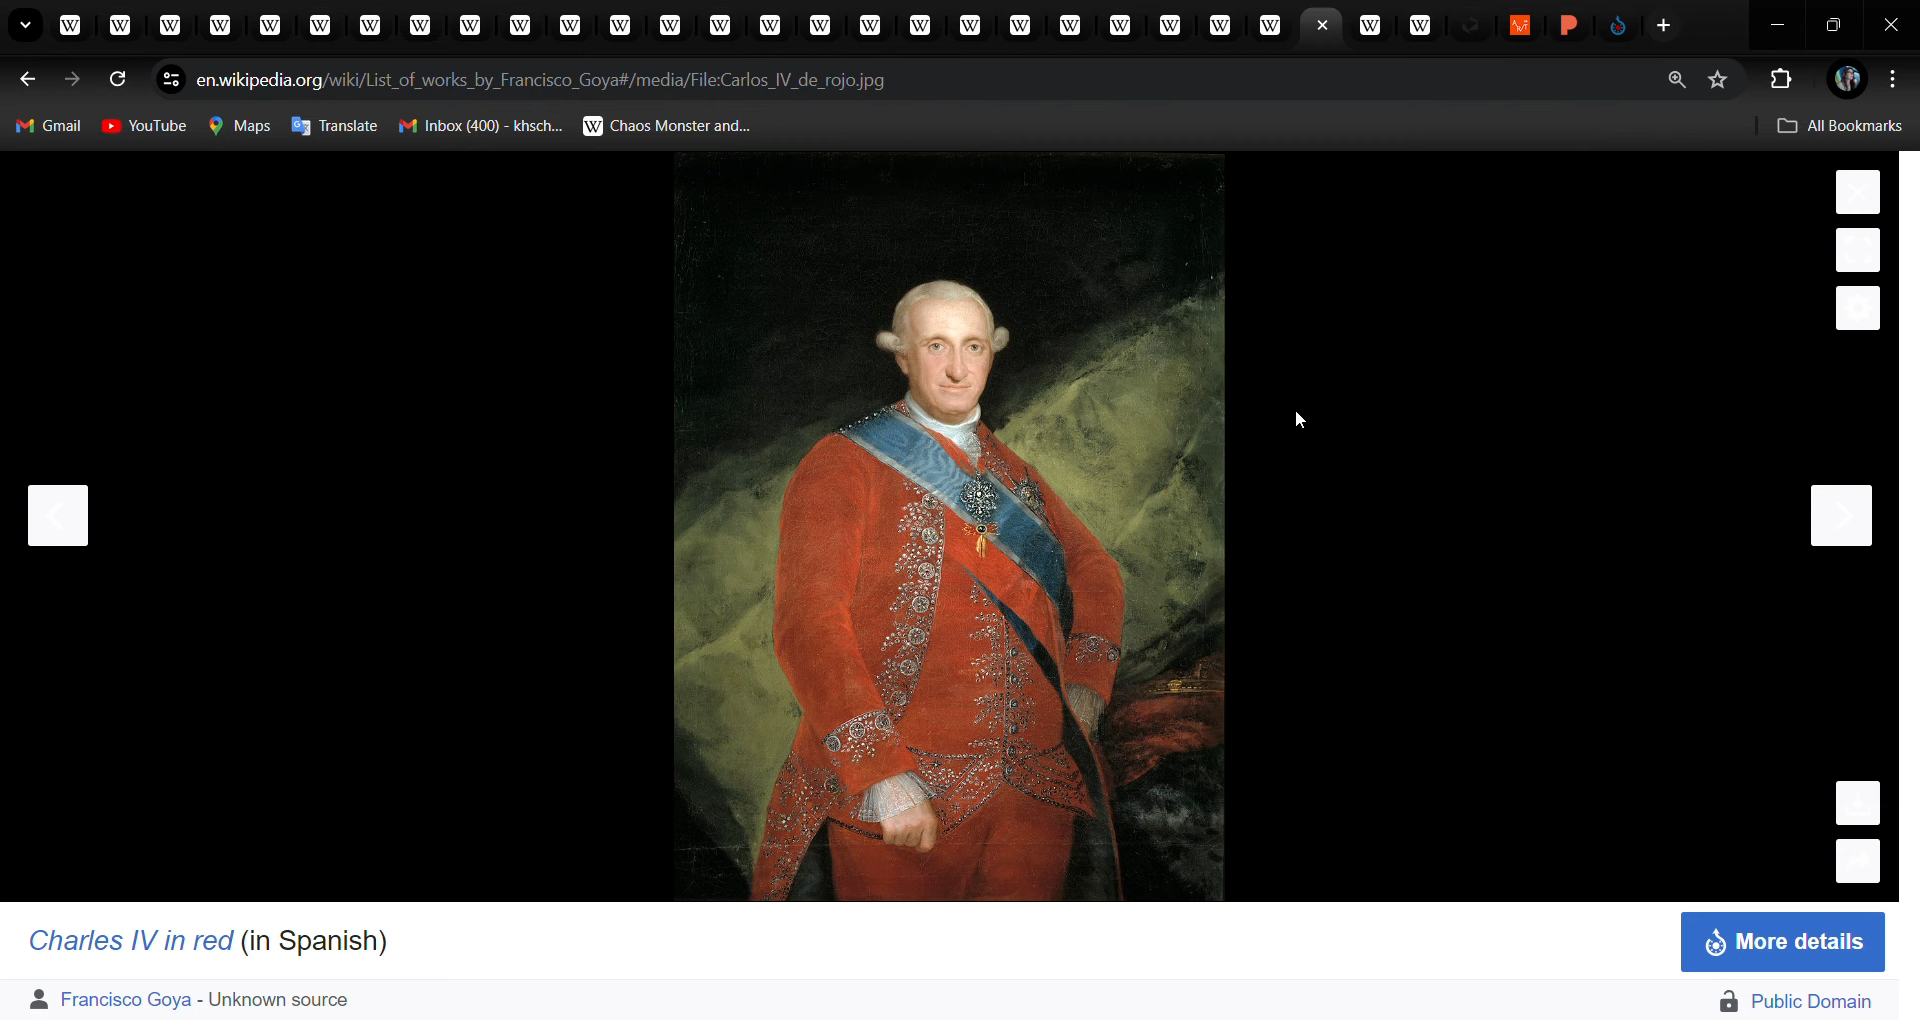 en.wikipedia.org/wiki/List_of_works_by_Francisco_Goya#/media/File:Carlos_IV_de_rojo.jpg
Gmail YouTube Maps Translate Inbox (400) - khsch... Chaos Monster and... All Bookmarks
Charles IV in red (in Spanish)
More details
Francisco Goya - Unknown source
Public Domain